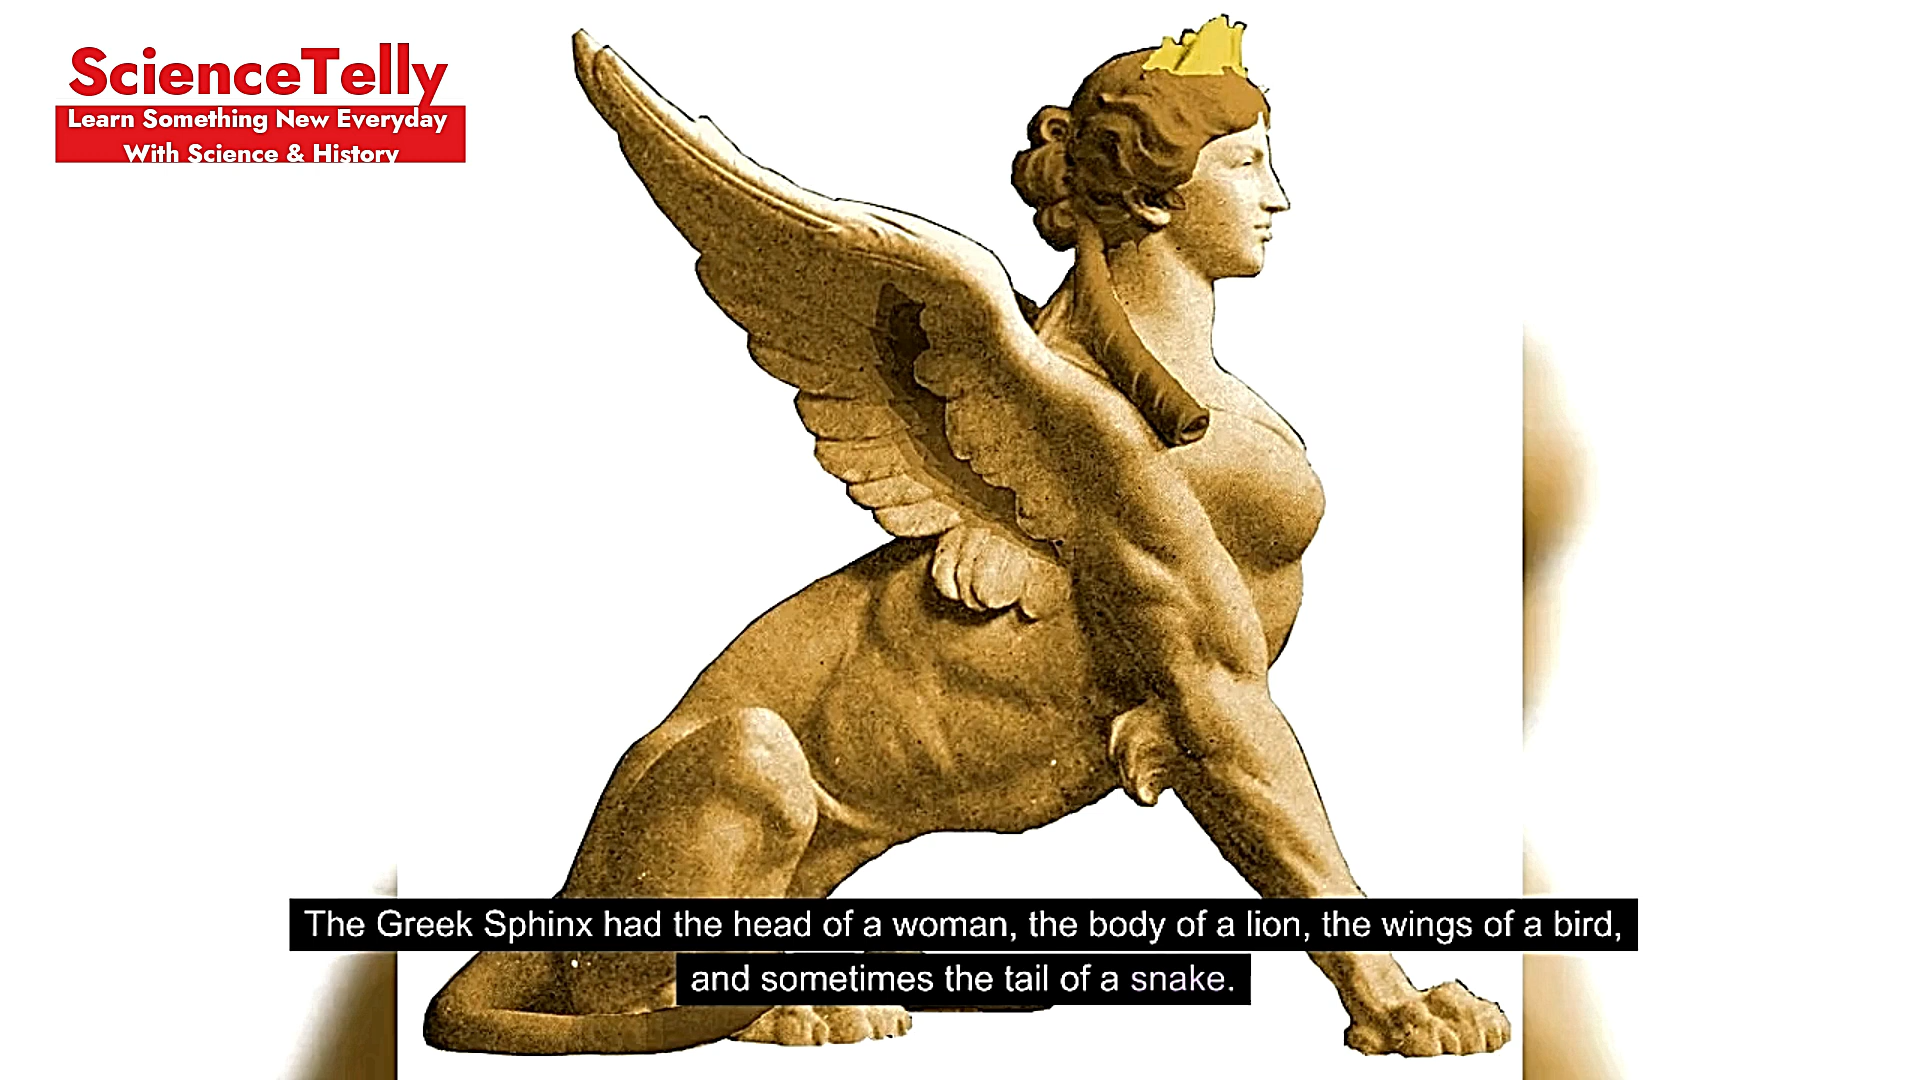 ScienceTelly
Learn Something New Everyday
With Science & History
The Greek Sphinx had the head of a woman, the body of a lion, the wings of a bird,
and sometimes the tail of a snake.